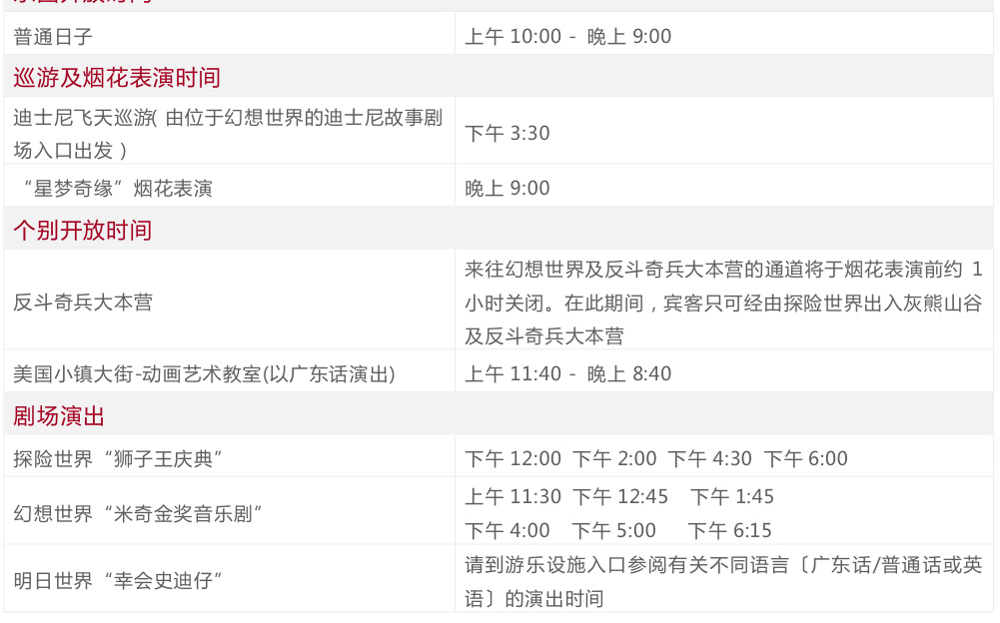 普通日子
上午 10:00 - 晚上 9:00
巡游及烟花表演时间
迪士尼飞天巡游( 由位于幻想世界的迪士尼故事剧
场入口出发 )
下午 3:30
“星梦奇缘”烟花表演
晚上 9:00
个别开放时间
反斗奇兵大本营
来往幻想世界及反斗奇兵大本营的通道将于烟花表演前约 1
小时关闭。在此期间 , 宾客只可经由探险世界出入灰熊山谷
及反斗奇兵大本营
美国小镇大街-动画艺术教室(以广东话演出)
上午 11:40 - 晚上 8:40
剧场演出
探险世界“狮子王庆典”
下午 12:00 下午 2:00 下午 4:30 下午 6:00
幻想世界“米奇金奖音乐剧”
上午 11:30 下午 12:45 下午 1:45
下午 4:00 下午 5:00 下午 6:15
明日世界“幸会史迪仔”
请到游乐设施入口参阅有关不同语言〔广东话/普通话或英
语〕的演出时间